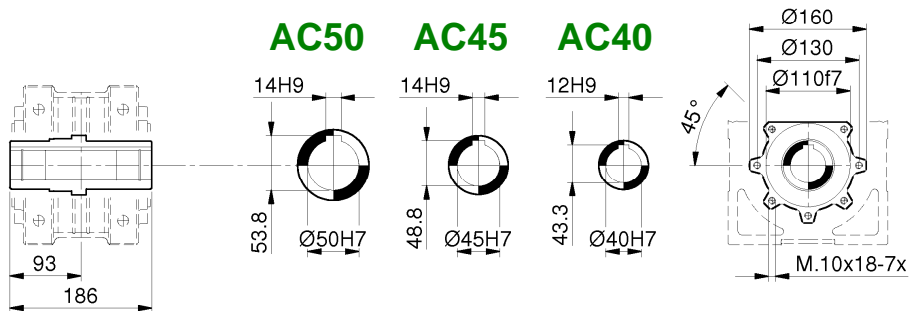 AC50 AC45 AC40
Ø160
Ø130
14H9 14H9 12H9 Ø110f7
45°
53.8 48.8 43.3
Ø50H7 Ø45H7 Ø40H7
93 M.10x18-7x
186